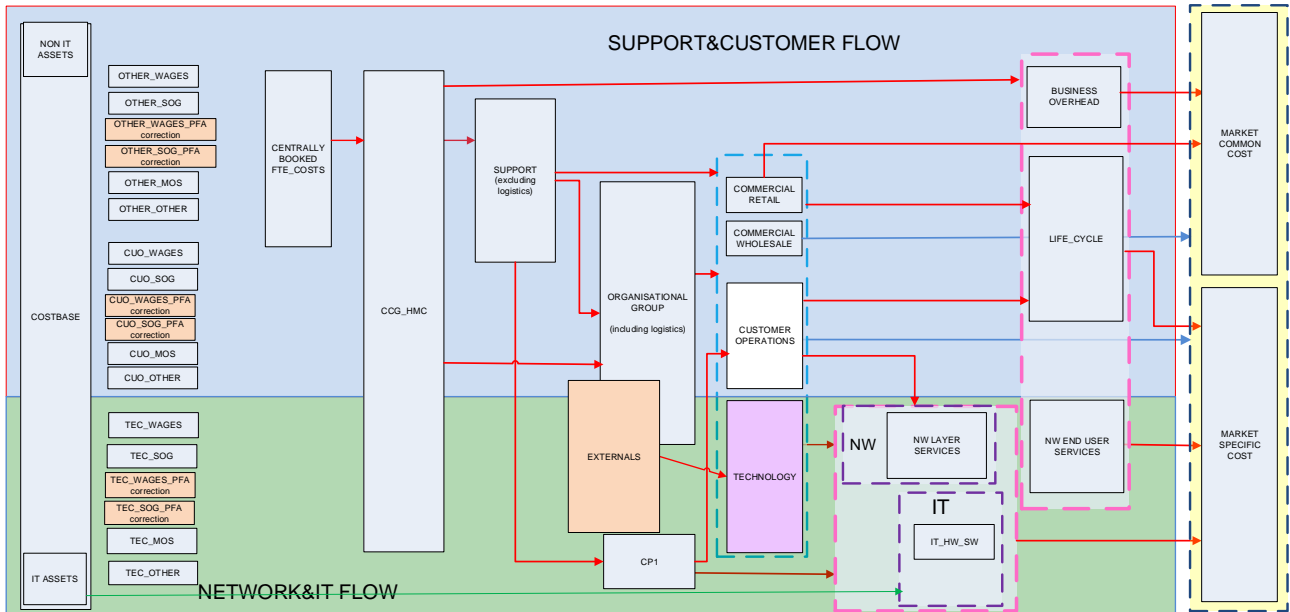 SUPPORT&CUSTOMER FLOW
NON IT
ASSETS
COSTBASE
IT ASSETS
OTHER_WAGES
OTHER_SOG
OTHER_WAGES_PFA
correction
OTHER_SOG_PFA
correction
OTHER_MOS
OTHER_OTHER
CUO_WAGES
CUO_SOG
CUO_WAGES_PFA
correction
CUO_SOG_PFA
correction
CUO_MOS
CUO_OTHER
TEC_WAGES
TEC_SOG
TEC_WAGES_PFA
correction
TEC_SOG_PFA
correction
TEC_MOS
TEC_OTHER
CENTRALLY
BOOKED
FTE_COSTS
CCG_HMC
SUPPORT
(excluding
logistics)
ORGANISATIONAL
GROUP
(including logistics)
EXTERNALS
CP1
COMMERCIAL
RETAIL
COMMERCIAL
WHOLESALE
CUSTOMER
OPERATIONS
TECHNOLOGY
NW
NW LAYER
SERVICES
IT
IT_HW_SW
BUSINESS
OVERHEAD
LIFE_CYCLE
NW END USER
SERVICES
MARKET
COMMON
COST
MARKET
SPECIFIC
COST
NETWORK&IT FLOW